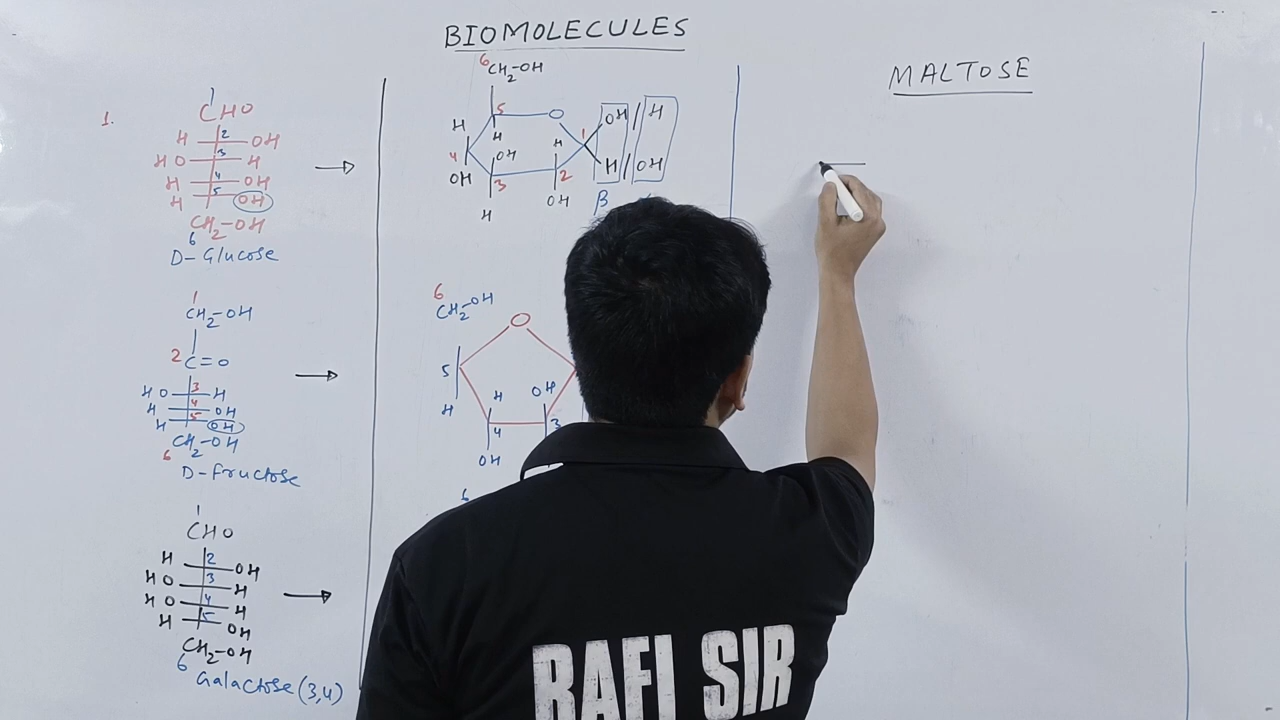 BIOMOLECULES
1.
1
CHO
H 2 OH
HO 3 H
H 4 OH
H 5 OH
CH2-OH
6
D-Glucose
1
CH2-OH
2 C=O
HO 3 H
H 4 OH
H 5 OH
CH2-OH
6
D-fructose
1
CHO
H 2 OH
HO 3 H
HO 4 H
H 5 OH
CH2-OH
6
Galactose(3,4)
6
CH2-OH
5 O
H H OH / H
4 OH H 1
OH 3 2 H / OH
H OH
β
6
CH2-OH
O
5
H H OH
4 3
OH
MALTOSE
RAFI SIR